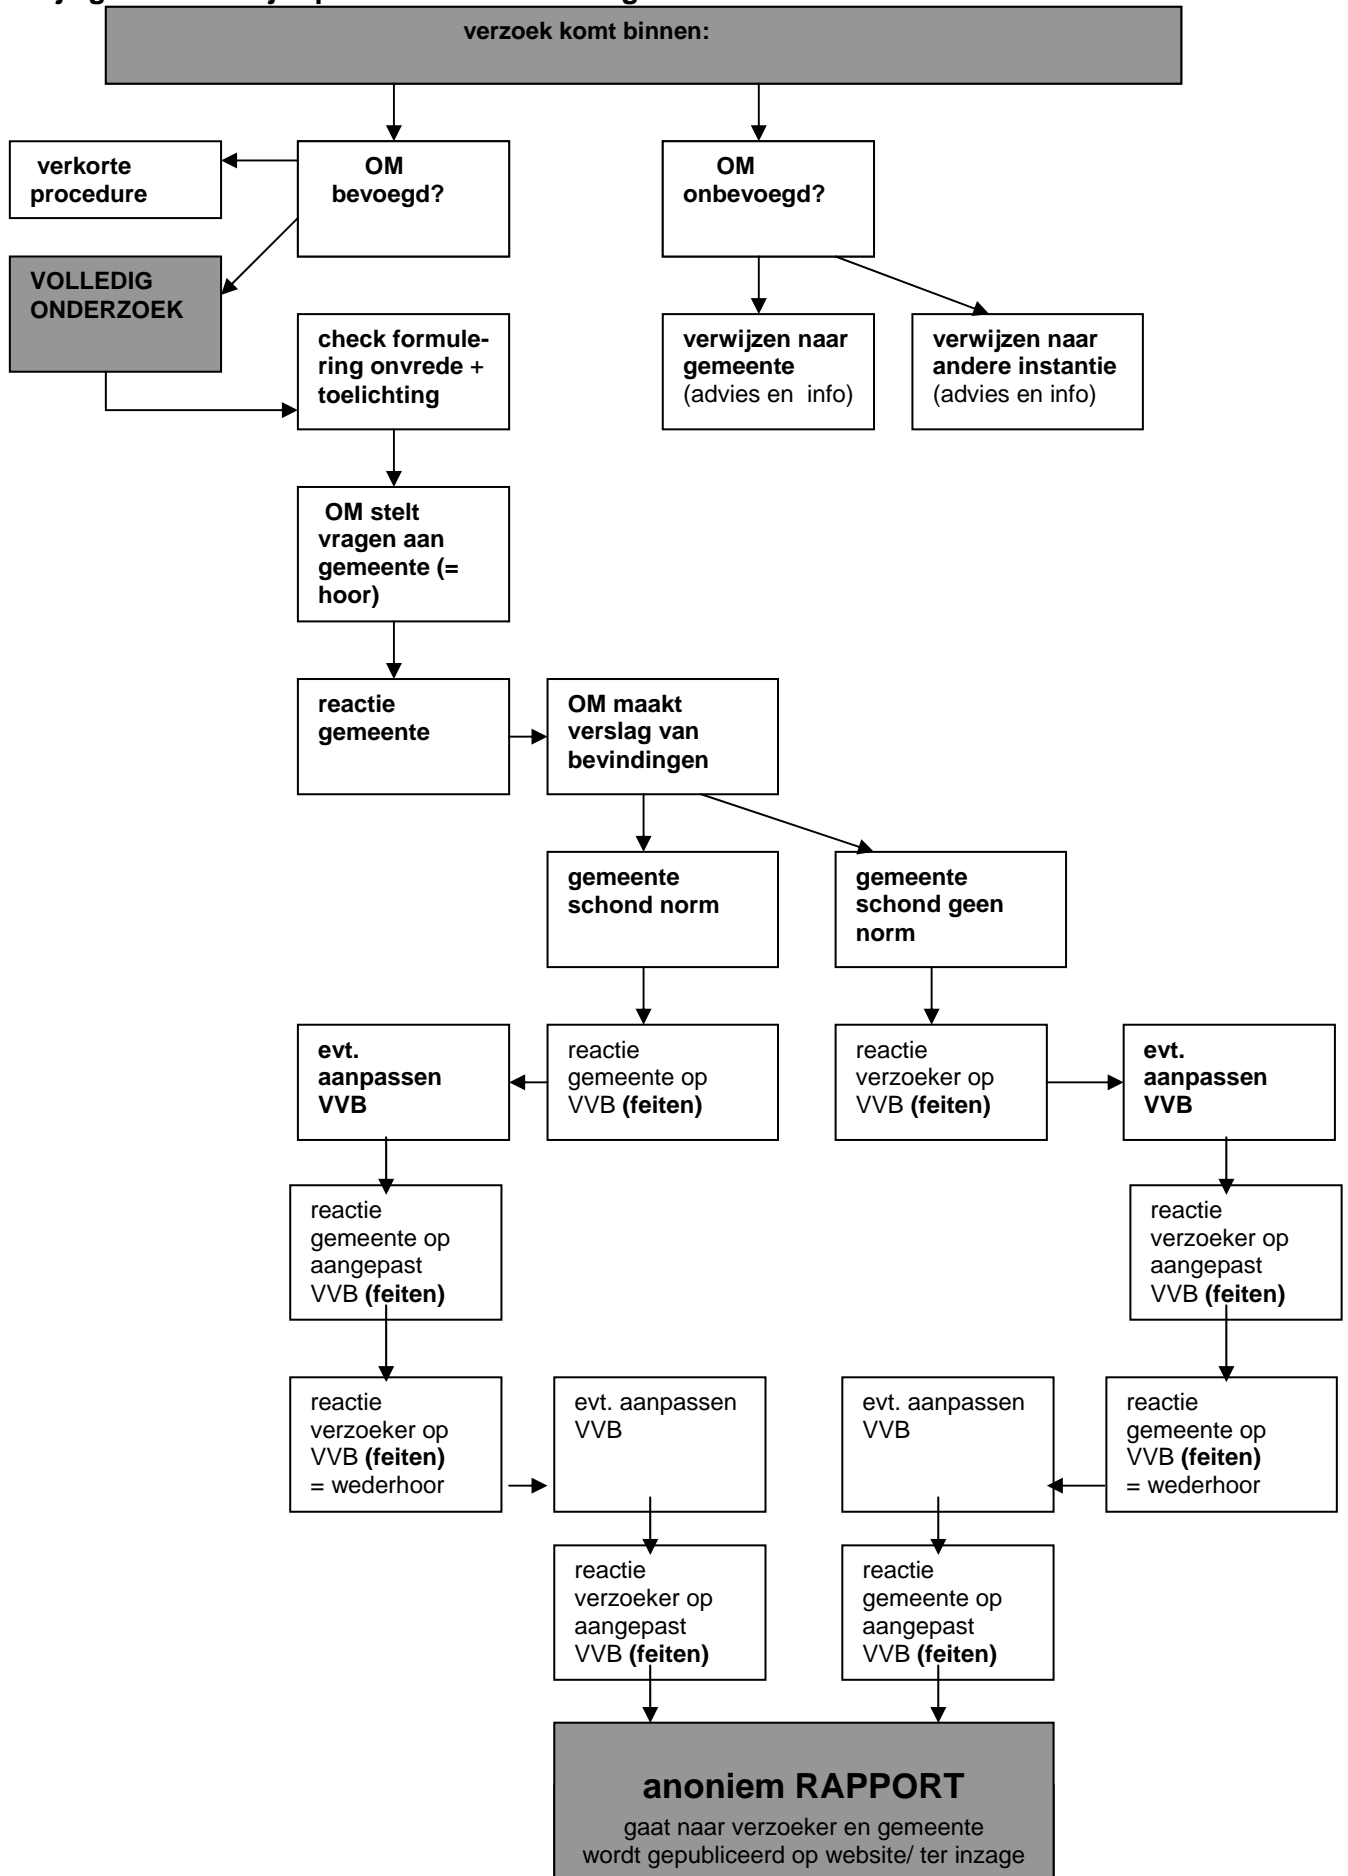 verzoek komt binnen:
verkorte
procedure
OM
bevoegd?
OM
onbevoegd?
VOLLEDIG
ONDERZOEK
check formule-
ring onvrede +
toelichting
verwijzen naar
gemeente
(advies en info)
verwijzen naar
andere instantie
(advies en info)
OM stelt
vragen aan
gemeente (=
hoor)
reactie
gemeente
OM maakt
verslag van
bevindingen
gemeente
schond norm
gemeente
schond geen
norm
evt.
aanpassen
VVB
reactie
gemeente op
VVB (feiten)
reactie
verzoeker op
VVB (feiten)
evt.
aanpassen
VVB
reactie
gemeente op
aangepast
VVB (feiten)
reactie
verzoeker op
aangepast
VVB (feiten)
reactie
verzoeker op
VVB (feiten)
= wederhoor
evt. aanpassen
VVB
evt. aanpassen
VVB
reactie
gemeente op
VVB (feiten)
= wederhoor
reactie
verzoeker op
aangepast
VVB (feiten)
reactie
gemeente op
aangepast
VVB (feiten)
anoniem RAPPORT
gaat naar verzoeker en gemeente
wordt gepubliceerd op website/ ter inzage